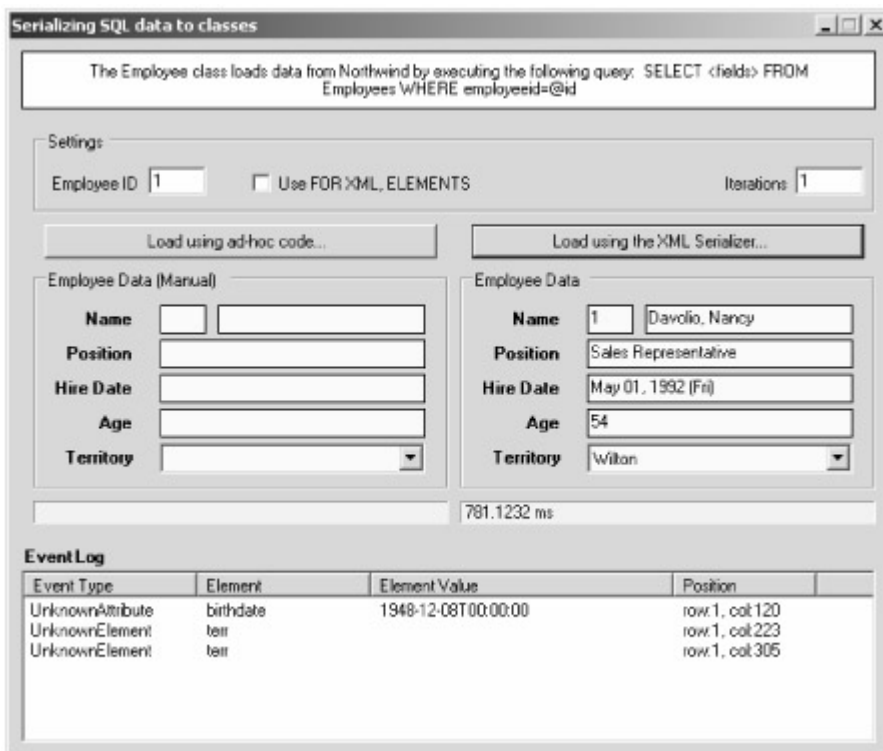 Serializing SQL data to classes
The Employee class loads data from Northwind by executing the following query: SELECT <fields> FROM
Employees WHERE employeeid=@id
Settings
Employee ID 1 Use FOR XML, ELEMENTS Iterations 1
Load using ad-hoc code... Load using the XML Serializer...
Employee Data (Manual) Employee Data
Name Name 1 Davolio, Nancy
Position Position Sales Representative
Hire Date Hire Date May 01, 1992 (Fri)
Age Age 54
Territory Territory Wilton
781.1232 ms
EventLog
Event Type Element Element Value Position
UnknownAttribute birthdate 1948-12-08T00:00:00 row:1, col:120
UnknownElement terr row:1, col:223
UnknownElement terr row:1, col:305